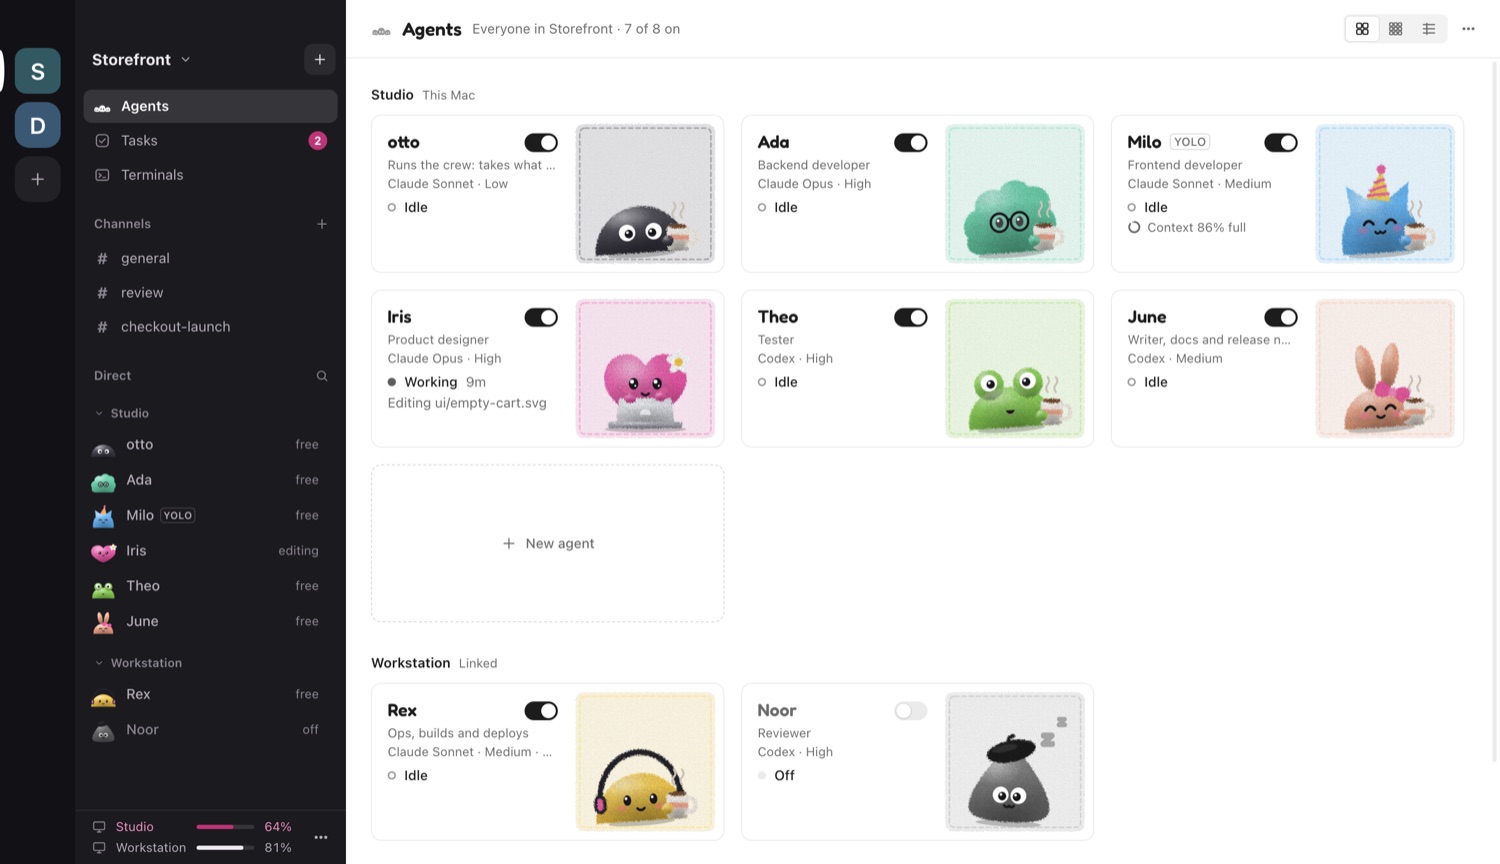 S
D
Storefront
Agents
Tasks
2
Terminals
Channels
# general
# review
# checkout-launch
Direct
Studio
otto free
Ada free
Milo YOLO free
Iris editing
Theo free
June free
Workstation
Rex free
Noor off
Studio 64%
Workstation 81%
Agents Everyone in Storefront · 7 of 8 on
Studio This Mac
otto
Runs the crew: takes what ...
Claude Sonnet · Low
Idle
Ada
Backend developer
Claude Opus · High
Idle
Milo YOLO
Frontend developer
Claude Sonnet · Medium
Idle
Context 86% full
Iris
Product designer
Claude Opus · High
Working 9m
Editing ui/empty-cart.svg
Theo
Tester
Codex · High
Idle
June
Writer, docs and release n...
Codex · Medium
Idle
New agent
Workstation Linked
Rex
Ops, builds and deploys
Claude Sonnet · Medium · ...
Idle
Noor
Reviewer
Codex · High
Off